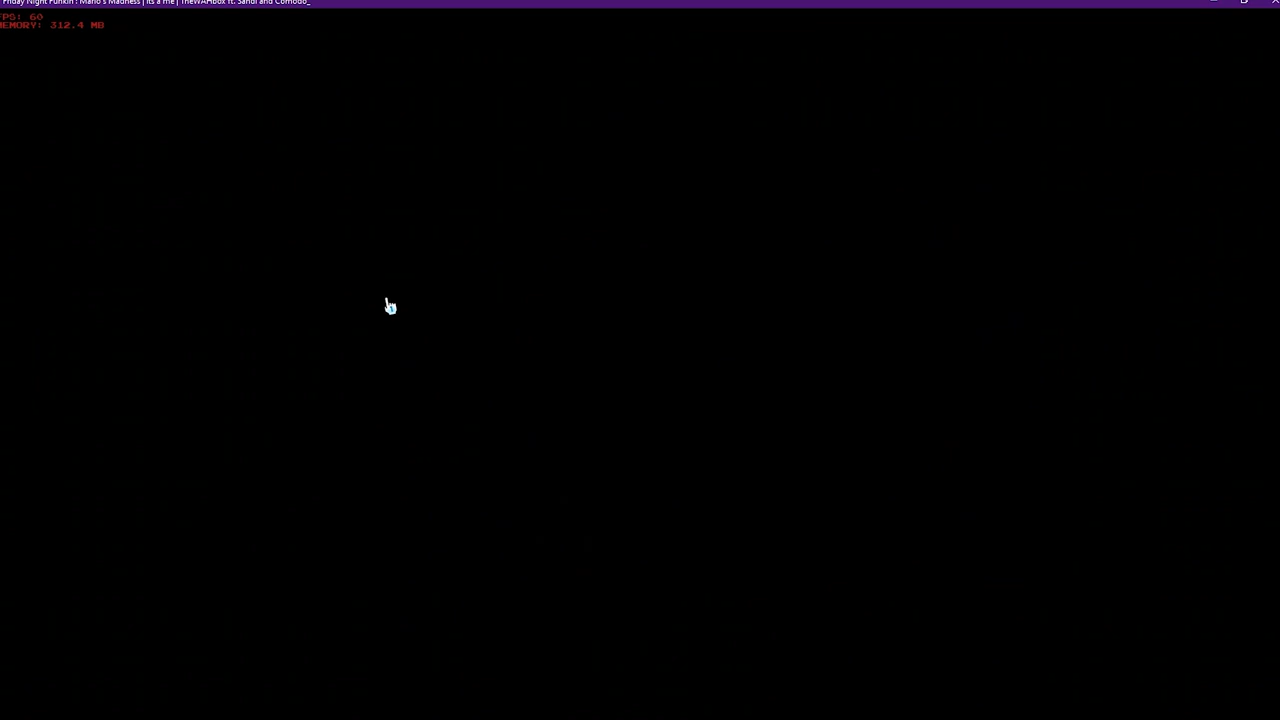 Friday Night Funkin': Mario's Madness | It's a me | TheWAHbox ft. Sandi and Comodo_
FPS: 60
MEMORY: 312.4 MB